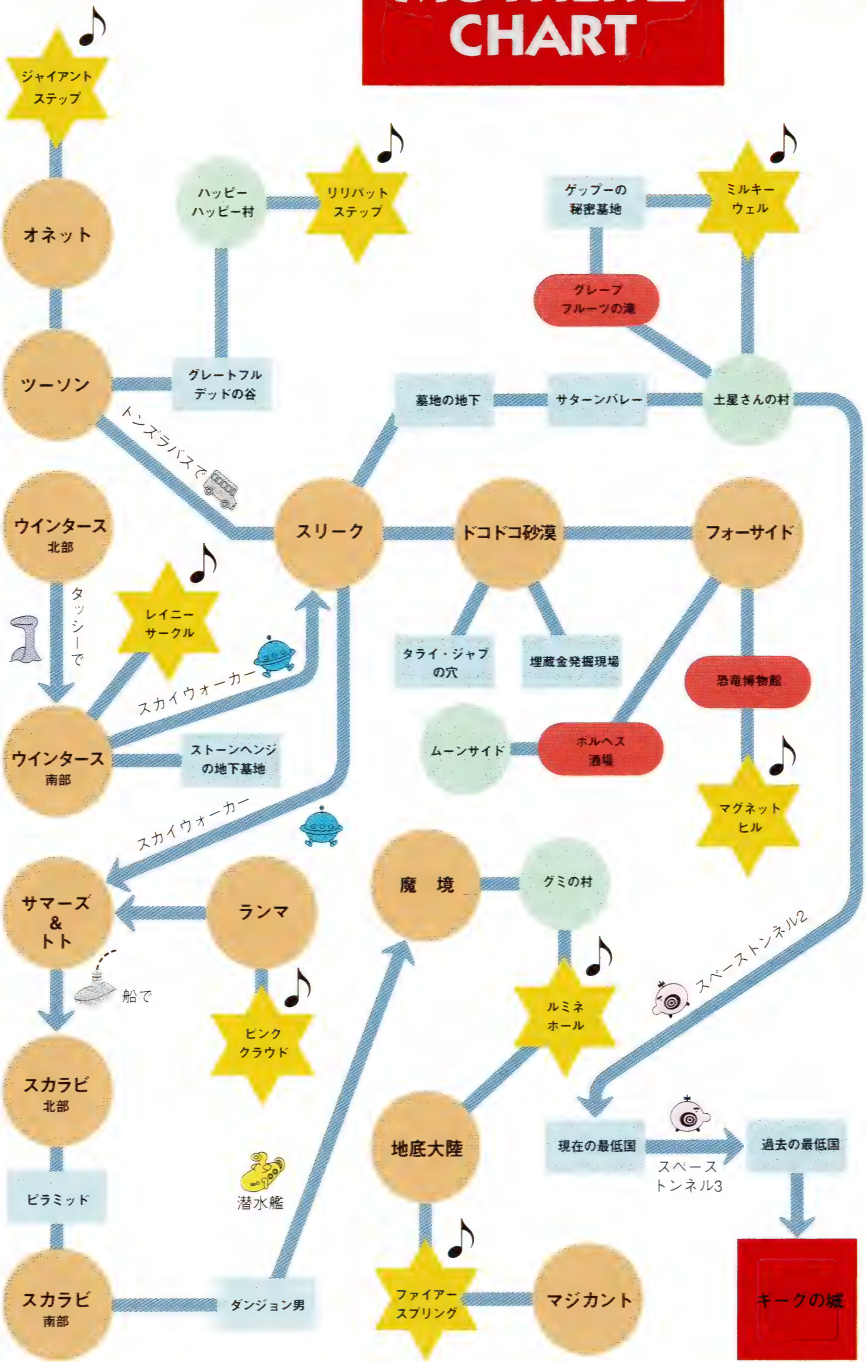 CHART
ジャイアント
ステップ
オネット
ハッピー
ハッピー村
リリパット
ステップ
ゲップーの
秘密基地
ミルキー
ウェル
グレープ
フルーツの滝
ツーソン
グレートフル
デッドの谷
墓地の地下
サターンバレー
土星さんの村
トンズラバスで
ウインタース
北部
スリーク
ドコドコ砂漠
フォーサイド
タッシーで
レイニー
サークル
スカイウォーカー
タライ・ジャブ
の穴
埋蔵金発掘現場
恐竜博物館
ウインタース
南部
ストーンヘンジ
の地下基地
ムーンサイド
ボルヘス
酒場
マグネット
ヒル
スカイウォーカー
サマーズ
&
トト
ランマ
魔 境
グミの村
スペーストンネル2
船で
ピンク
クラウド
ルミネ
ホール
スカラビ
北部
地底大陸
現在の最低国
過去の最低国
スペース
トンネル3
ピラミッド
潜水艦
スカラビ
南部
ダンジョン男
ファイアー
スプリング
マジカント
キークの城